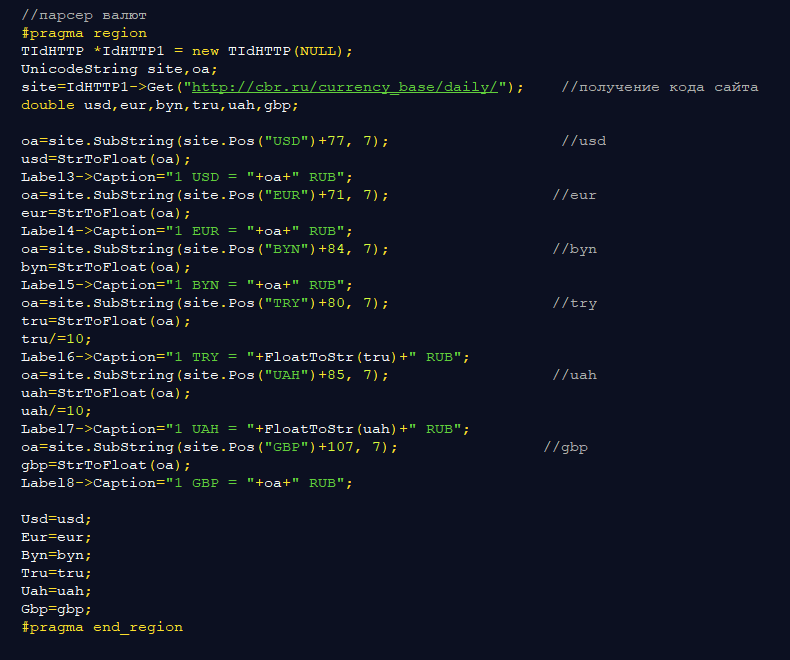 //парсер валют
#pragma region
TIdHTTP *IdHTTP1 = new TIdHTTP(NULL);
UnicodeString site,oa;
site=IdHTTP1->Get("http://cbr.ru/currency_base/daily/");    //получение кода сайта
double usd,eur,byn,tru,uah,gbp;
oa=site.SubString(site.Pos("USD")+77, 7);                   //usd
usd=StrToFloat(oa);
Label3->Caption="1 USD = "+oa+" RUB";
oa=site.SubString(site.Pos("EUR")+71, 7);                  //eur
eur=StrToFloat(oa);
Label4->Caption="1 EUR = "+oa+" RUB";
oa=site.SubString(site.Pos("BYN")+84, 7);                  //byn
byn=StrToFloat(oa);
Label5->Caption="1 BYN = "+oa+" RUB";
oa=site.SubString(site.Pos("TRY")+80, 7);                  //try
tru=StrToFloat(oa);
tru/=10;
Label6->Caption="1 TRY = "+FloatToStr(tru)+" RUB";
oa=site.SubString(site.Pos("UAH")+85, 7);                  //uah
uah=StrToFloat(oa);
uah/=10;
Label7->Caption="1 UAH = "+FloatToStr(uah)+" RUB";
oa=site.SubString(site.Pos("GBP")+107, 7);                //gbp
gbp=StrToFloat(oa);
Label8->Caption="1 GBP = "+oa+" RUB";
Usd=usd;
Eur=eur;
Byn=byn;
Tru=tru;
Uah=uah;
Gbp=gbp;
#pragma end_region